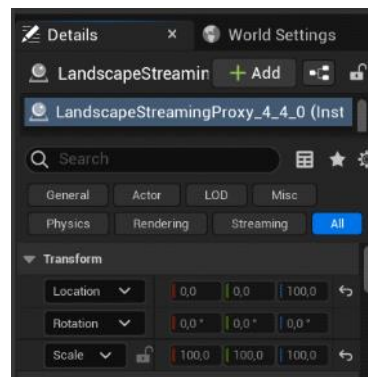 Details × World Settings
LandscapeStreamin + Add
LandscapeStreamingProxy_4_4_0 (Inst
Search
General Actor LOD Misc
Physics Rendering Streaming All
Transform
Location 0,0 0,0 100,0
Rotation 0,0° 0,0° 0,0°
Scale 100,0 100,0 100,0